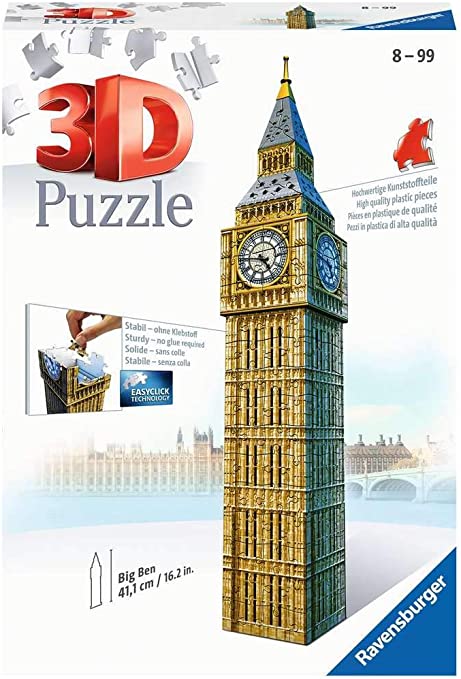 8 – 99
3D
Puzzle
8 – 99
Hochwertige Kunststoffteile
High quality plastic pieces
Pièces en plastique de qualité
Pezzi in plastica di alta qualità
Stabil – ohne Klebstoff
Sturdy – no glue required
Solide – sans colle
Stabile – senza colla
EASYCLICK
TECHNOLOGY
Big Ben
41,1 cm / 16.2 in.
Ravensburger